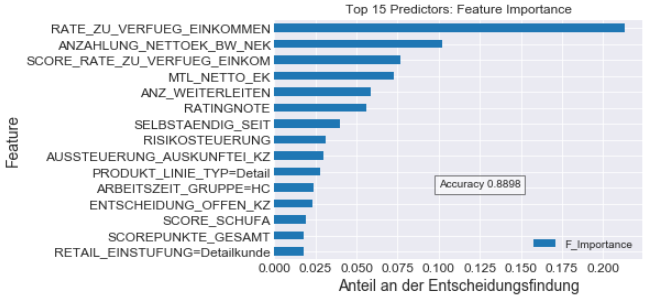 Top 15 Predictors: Feature Importance
RATE_ZU_VERFUEG_EINKOMMEN
ANZAHLUNG_NETTOEK_BW_NEK
SCORE_RATE_ZU_VERFUEG_EINKOM
MTL_NETTO_EK
ANZ_WEITERLEITEN
RATINGNOTE
SELBSTAENDIG_SEIT
RISIKOSTEUERUNG
AUSSTEUERUNG_AUSKUNFTEI_KZ
PRODUKT_LINIE_TYP=Detail
ARBEITSZEIT_GRUPPE=HC
ENTSCHEIDUNG_OFFEN_KZ
SCORE_SCHUFA
SCOREPUNKTE_GESAMT
RETAIL_EINSTUFUNG=Detailkunde
Feature
Accuracy 0.8898
F_Importance
0.000 0.025 0.050 0.075 0.100 0.125 0.150 0.175 0.200
Anteil an der Entscheidungsfindung